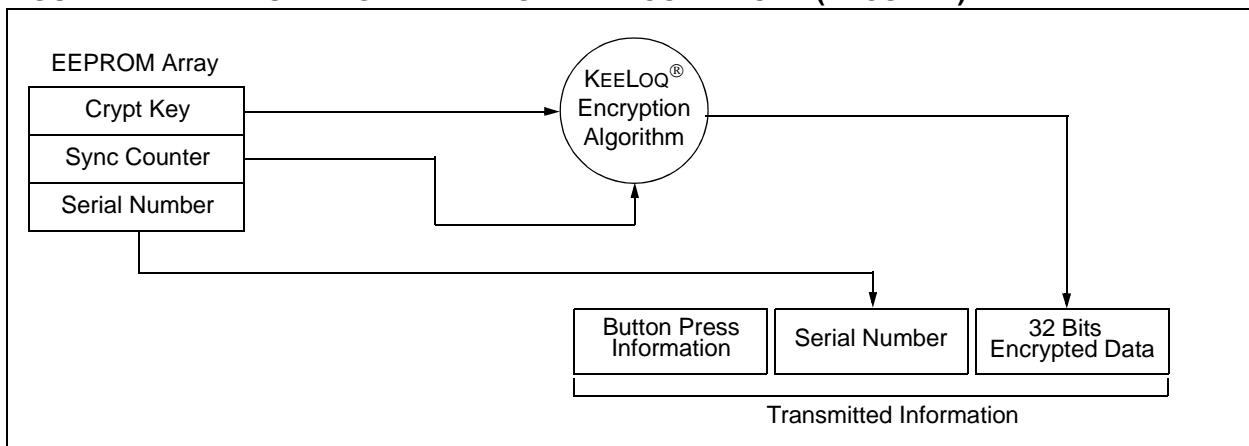 EEPROM Array
Crypt Key
Sync Counter
Serial Number
KEELOQ®
Encryption
Algorithm
Button Press
Information
Serial Number
32 Bits
Encrypted Data
Transmitted Information